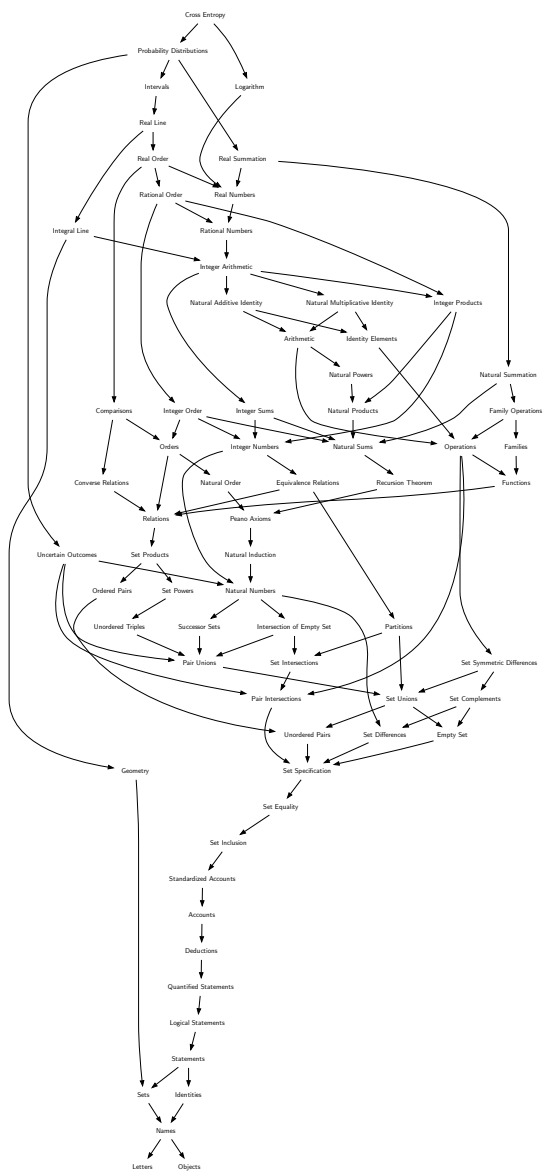 Cross Entropy
Probability Distributions
Intervals
Logarithm
Real Line
Real Order
Real Summation
Rational Order
Real Numbers
Integral Line
Rational Numbers
Integer Arithmetic
Natural Additive Identity
Natural Multiplicative Identity
Integer Products
Arithmetic
Identity Elements
Natural Powers
Natural Summation
Comparisons
Integer Order
Integer Sums
Natural Products
Family Operations
Orders
Integer Numbers
Natural Sums
Operations
Families
Converse Relations
Natural Order
Equivalence Relations
Recursion Theorem
Functions
Relations
Peano Axioms
Uncertain Outcomes
Set Products
Natural Induction
Ordered Pairs
Set Powers
Natural Numbers
Unordered Triples
Successor Sets
Intersection of Empty Set
Partitions
Pair Unions
Set Intersections
Set Symmetric Differences
Pair Intersections
Set Unions
Set Complements
Unordered Pairs
Set Differences
Empty Set
Geometry
Set Specification
Set Equality
Set Inclusion
Standardized Accounts
Accounts
Deductions
Quantified Statements
Logical Statements
Statements
Sets
Identities
Names
Letters
Objects